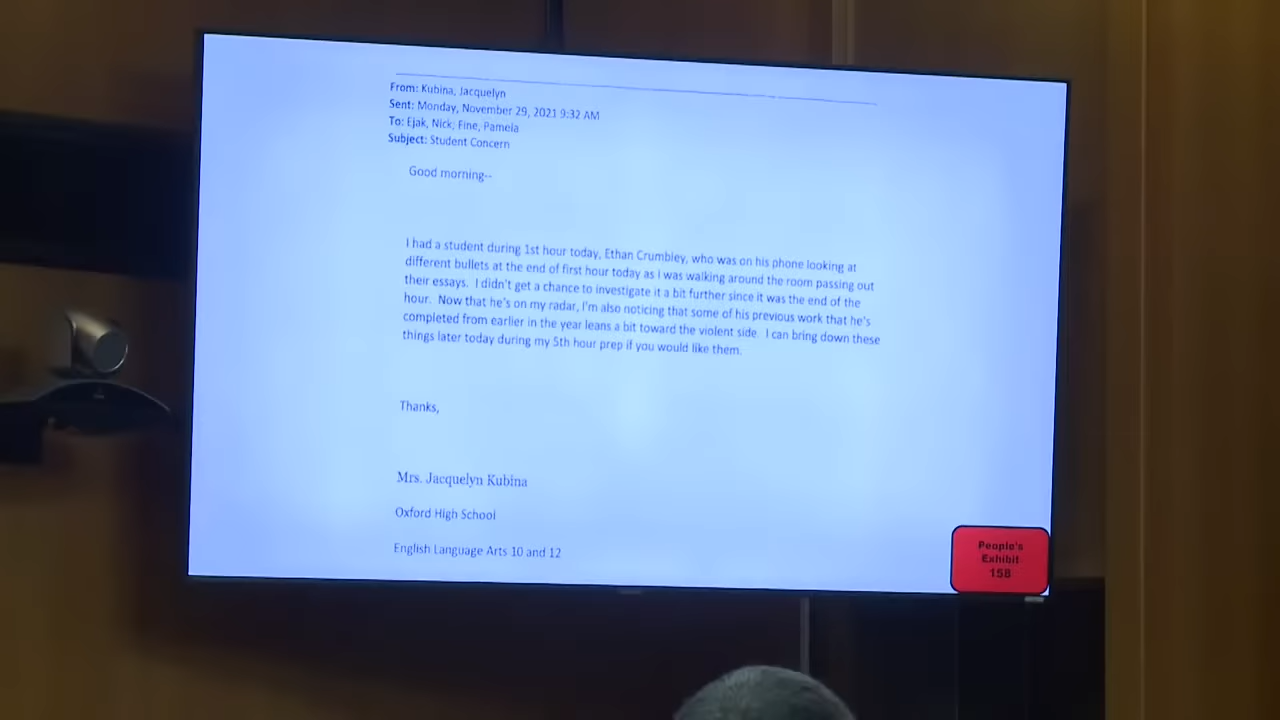 From: Kubina, Jacquelyn
Sent: Monday, November 29, 2021 9:32 AM
To: Ejak, Nick; Fine, Pamela
Subject: Student Concern
Good morning--
I had a student during 1st hour today, Ethan Crumbley, who was on his phone looking at
different bullets at the end of first hour today as I was walking around the room passing out
their essays. I didn't get a chance to investigate it a bit further since it was the end of the
hour. Now that he's on my radar, I'm also noticing that some of his previous work that he's
completed from earlier in the year leans a bit toward the violent side. I can bring down these
things later today during my 5th hour prep if you would like them.
Thanks,
Mrs. Jacquelyn Kubina
Oxford High School
English Language Arts 10 and 12
People's
Exhibit
158